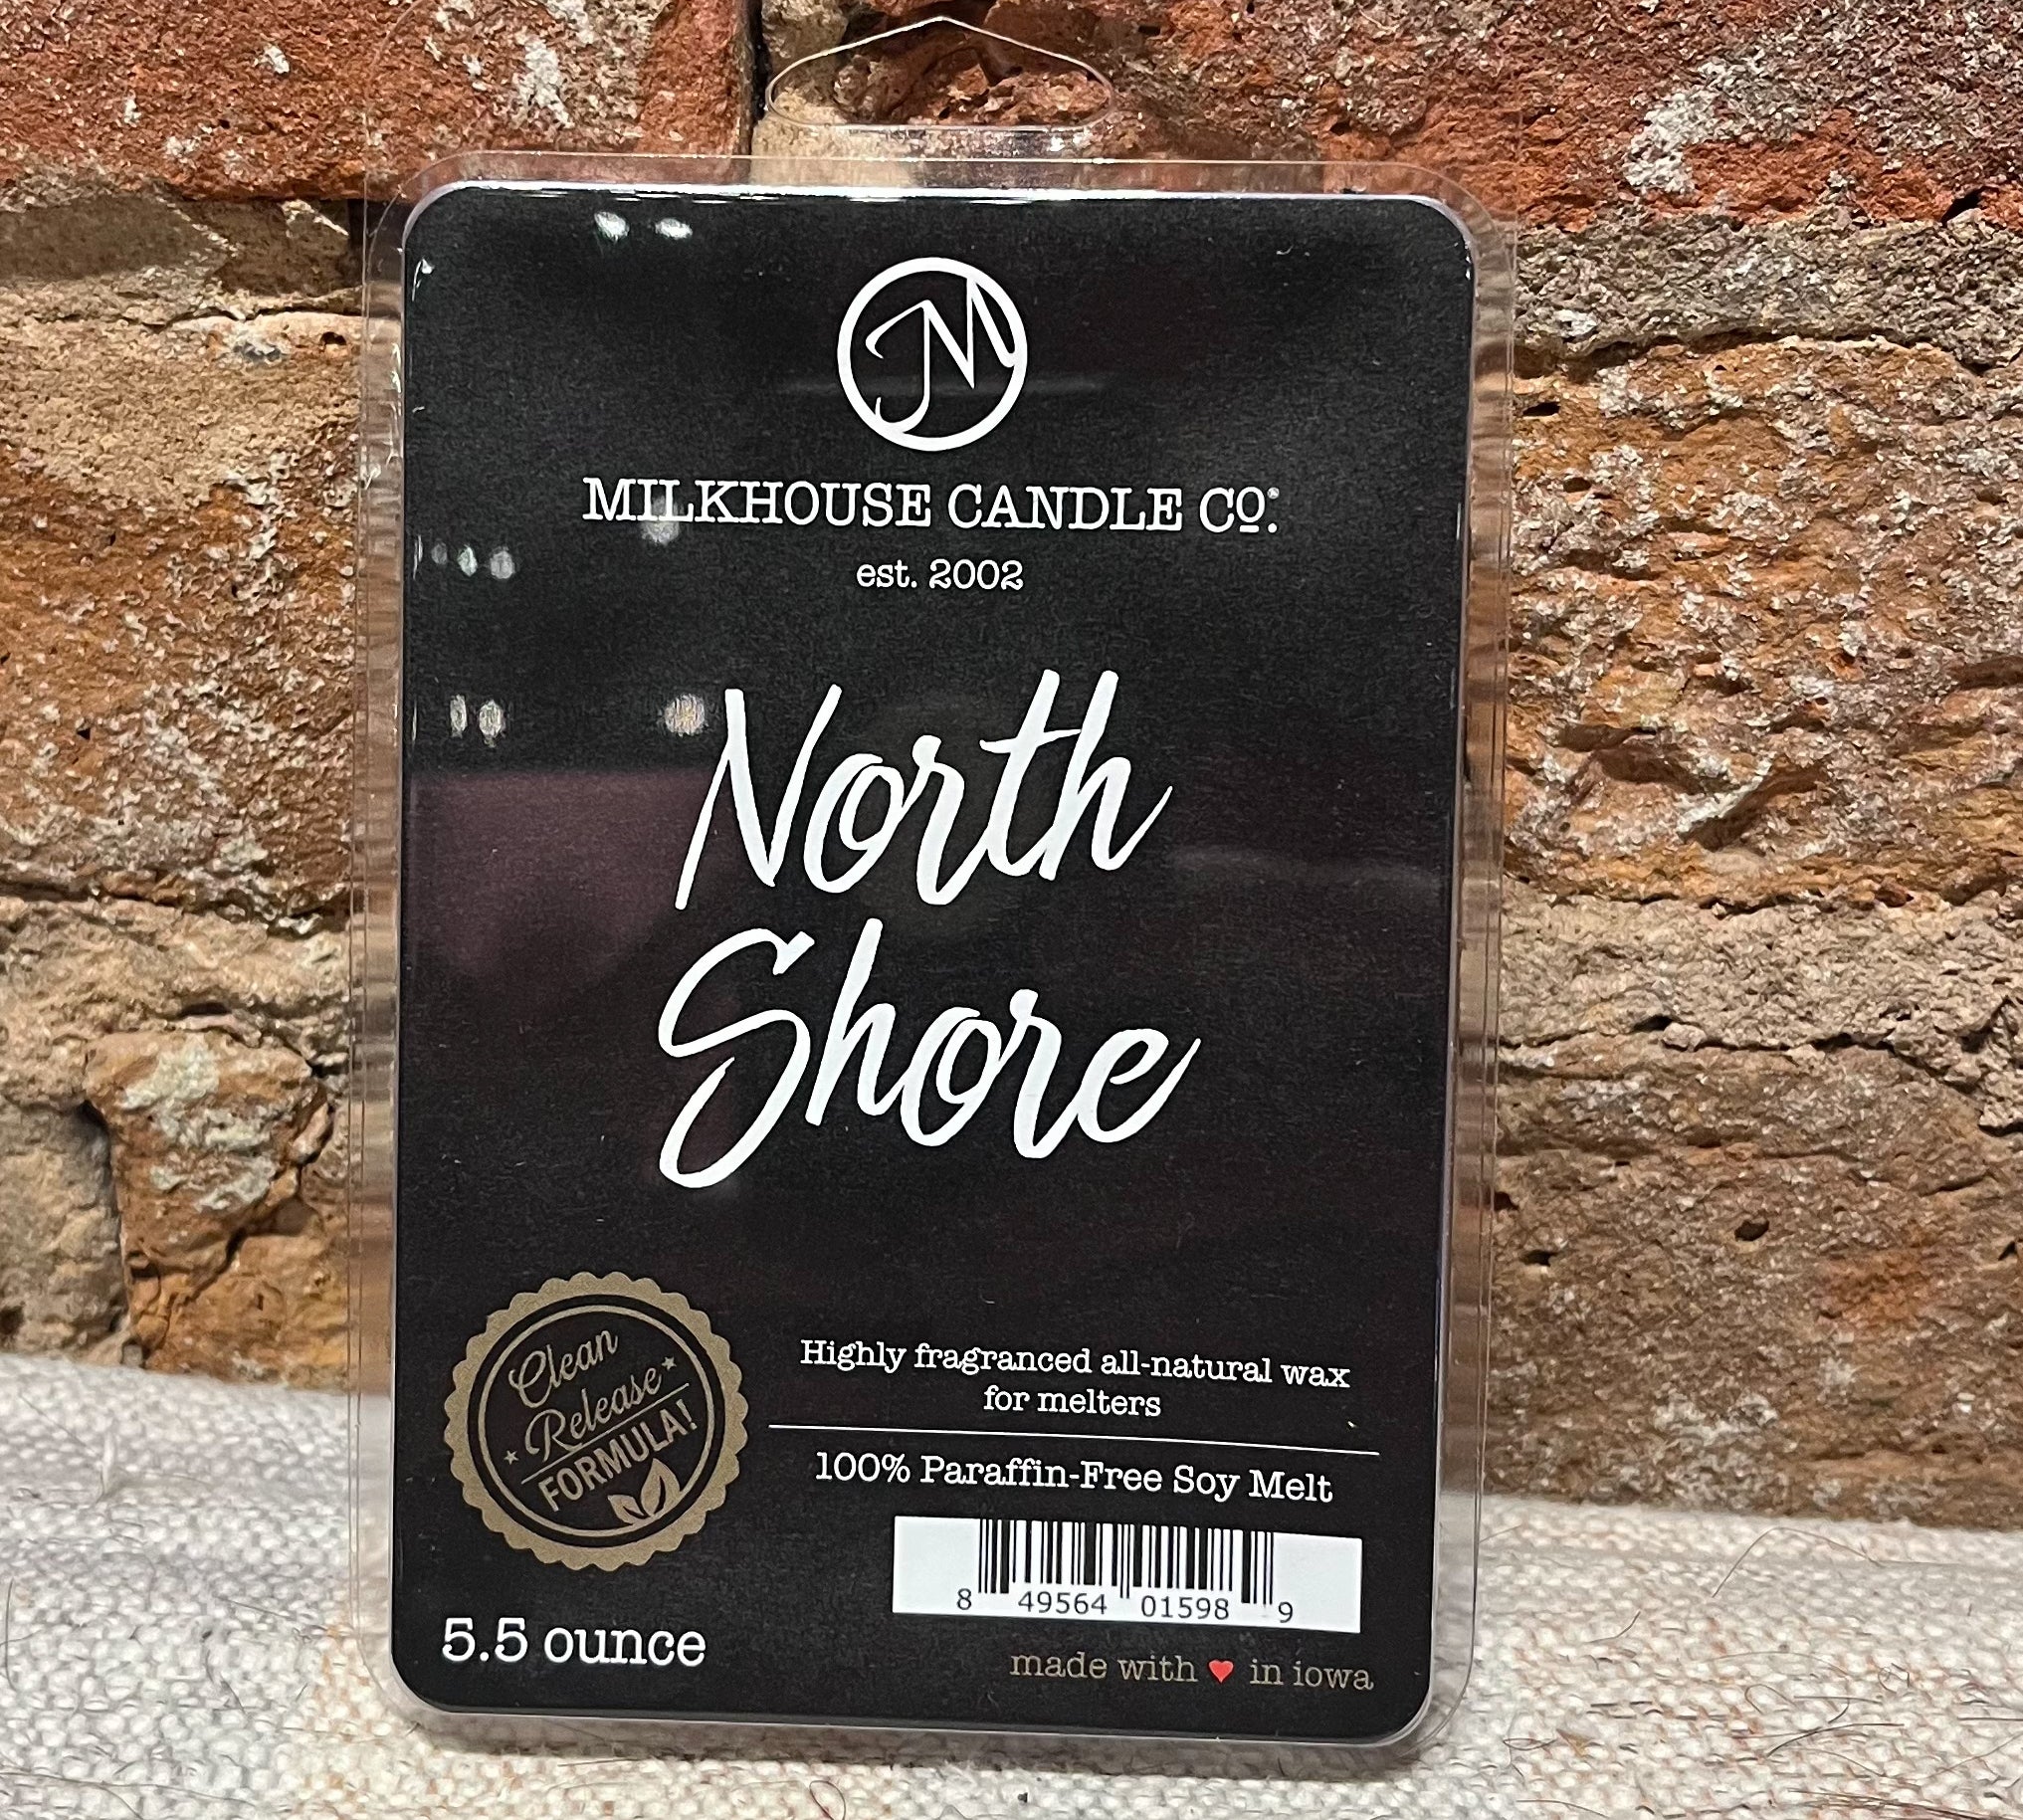 M
MILKHOUSE CANDLE CO.®
est. 2002
North
Shore
Clean
Release
FORMULA!
Highly fragranced all-natural wax
for melters
100% Paraffin-Free Soy Melt
8 49564 01598 9
5.5 ounce
made with ♥ in iowa